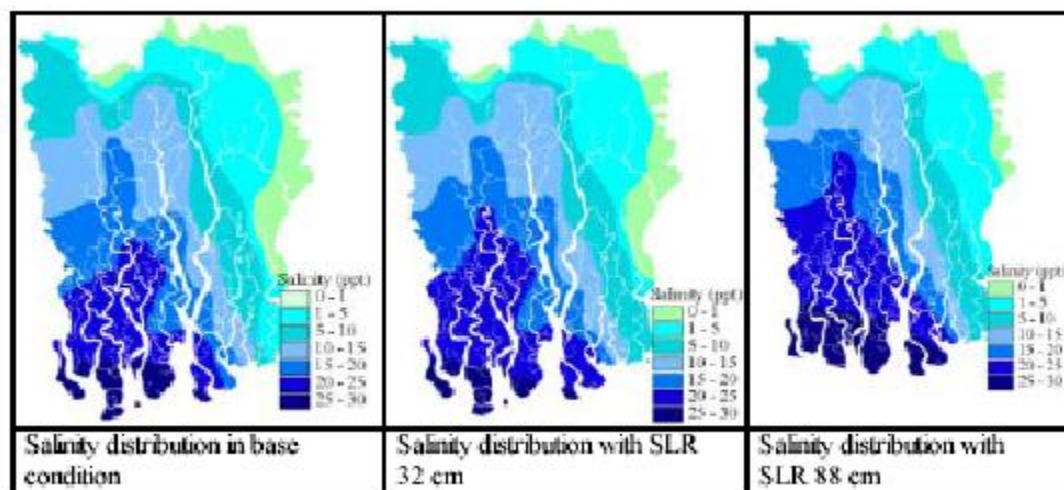 Salinity (ppt)
0 - 1
1 - 5
5 - 10
10 - 15
15 - 20
20 - 25
25 - 30
Salinity distribution in base
condition
Salinity (ppt)
0 - 1
1 - 5
5 - 10
10 - 15
15 - 20
20 - 25
25 - 30
Salinity distribution with SLR
32 cm
Salinity (ppt)
0 - 1
1 - 5
5 - 10
10 - 15
15 - 20
20 - 25
25 - 30
Salinity distribution with
SLR 88 cm